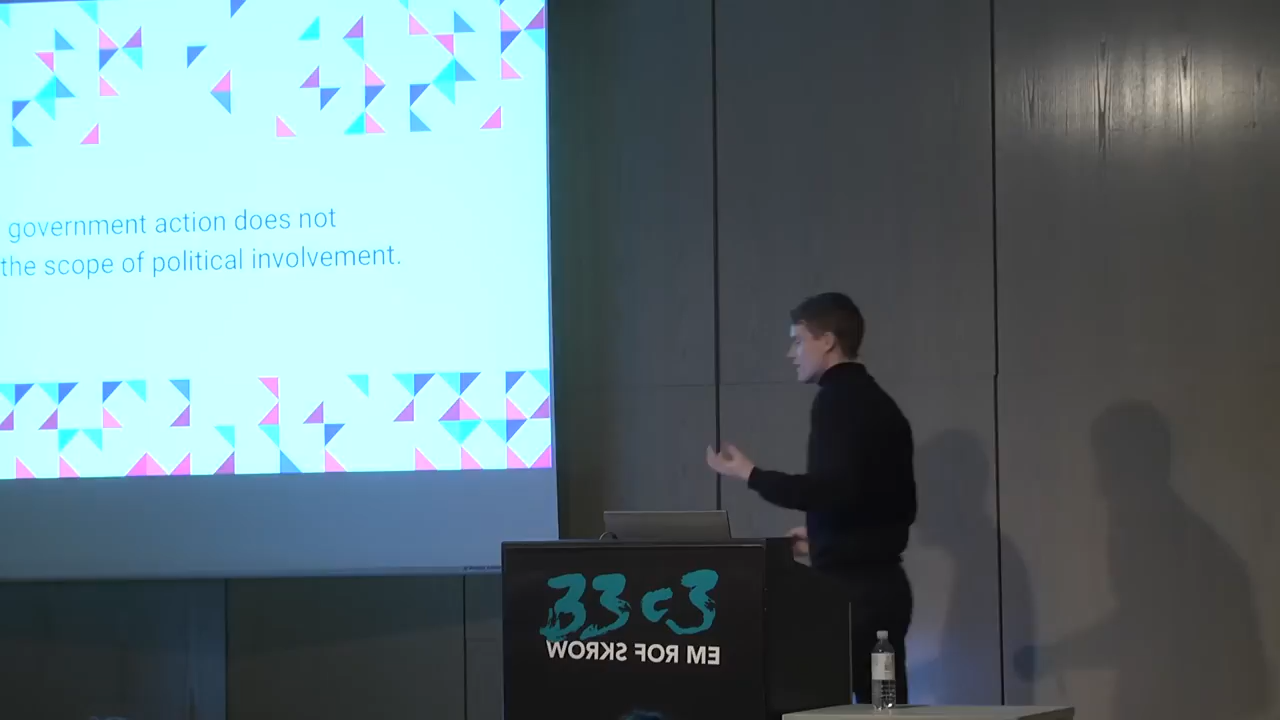 government action does not
the scope of political involvement.
33c3
WORKS FOR ME